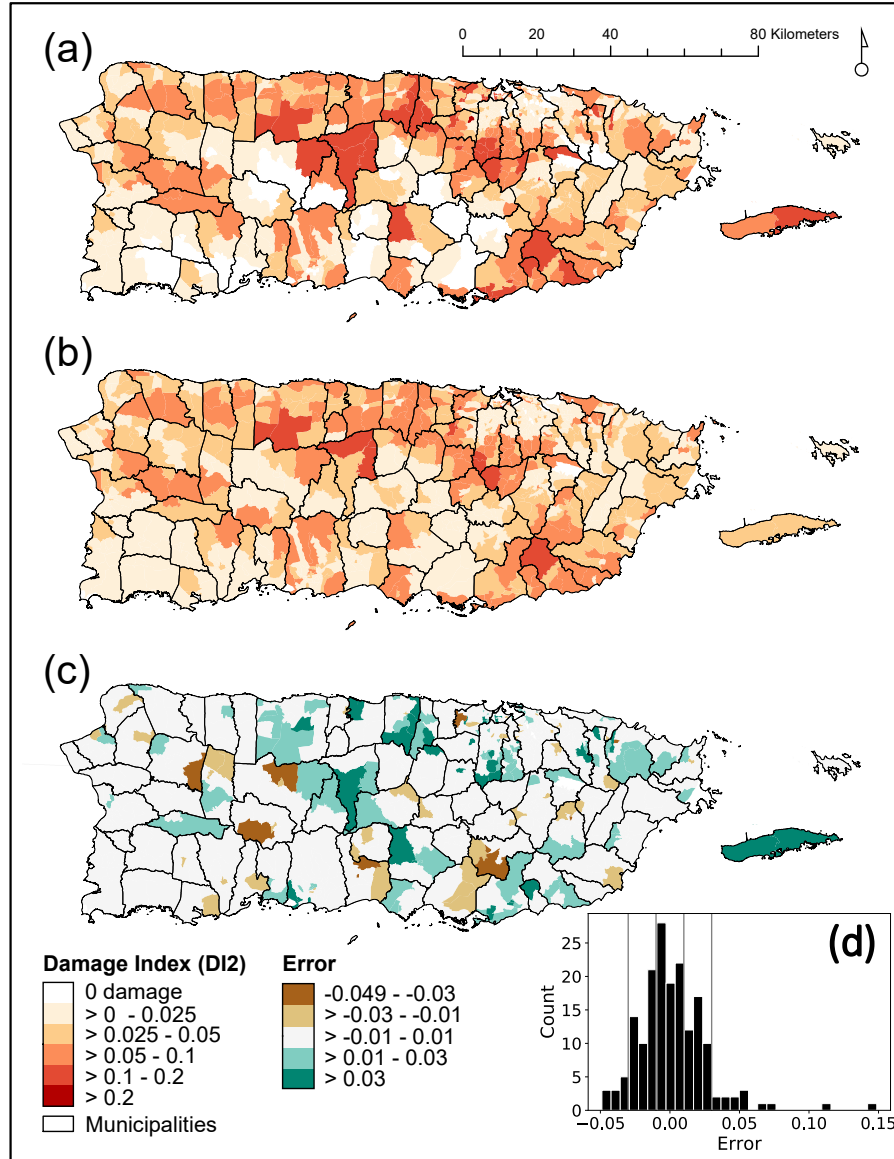 (a)
0 20 40 80 Kilometers
(b)
(c)
Damage Index (DI2)
0 damage
> 0 - 0.025
> 0.025 - 0.05
> 0.05 - 0.1
> 0.1 - 0.2
> 0.2
Municipalities
Error
-0.049 - -0.03
> -0.03 - -0.01
> -0.01 - 0.01
> 0.01 - 0.03
> 0.03
(d)
Count
25
20
15
10
5
0
−0.05 0.00 0.05 0.10 0.15
Error